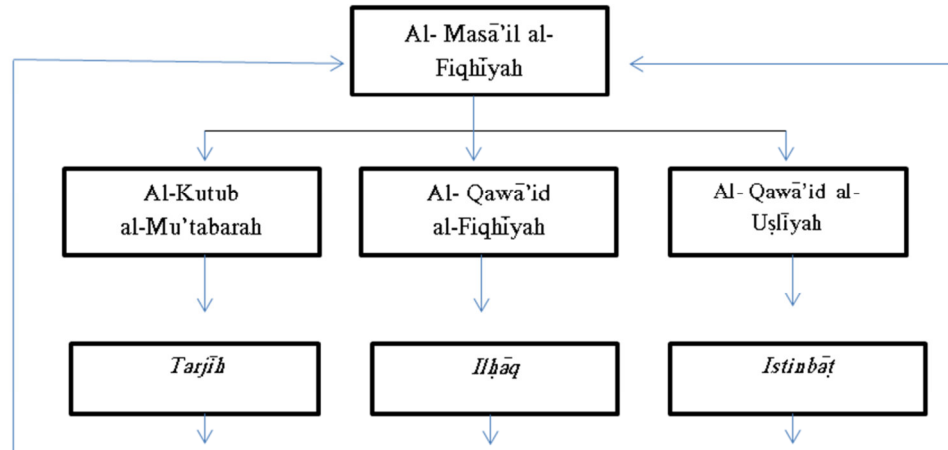 Al- Masā’il al-
Fiqhīyah
Al-Kutub
al-Mu’tabarah
Al- Qawā’id
al-Fiqhīyah
Al- Qawā’id al-
Uṣlīyah
Tarjīh
Ilḥāq
Istinbāṭ